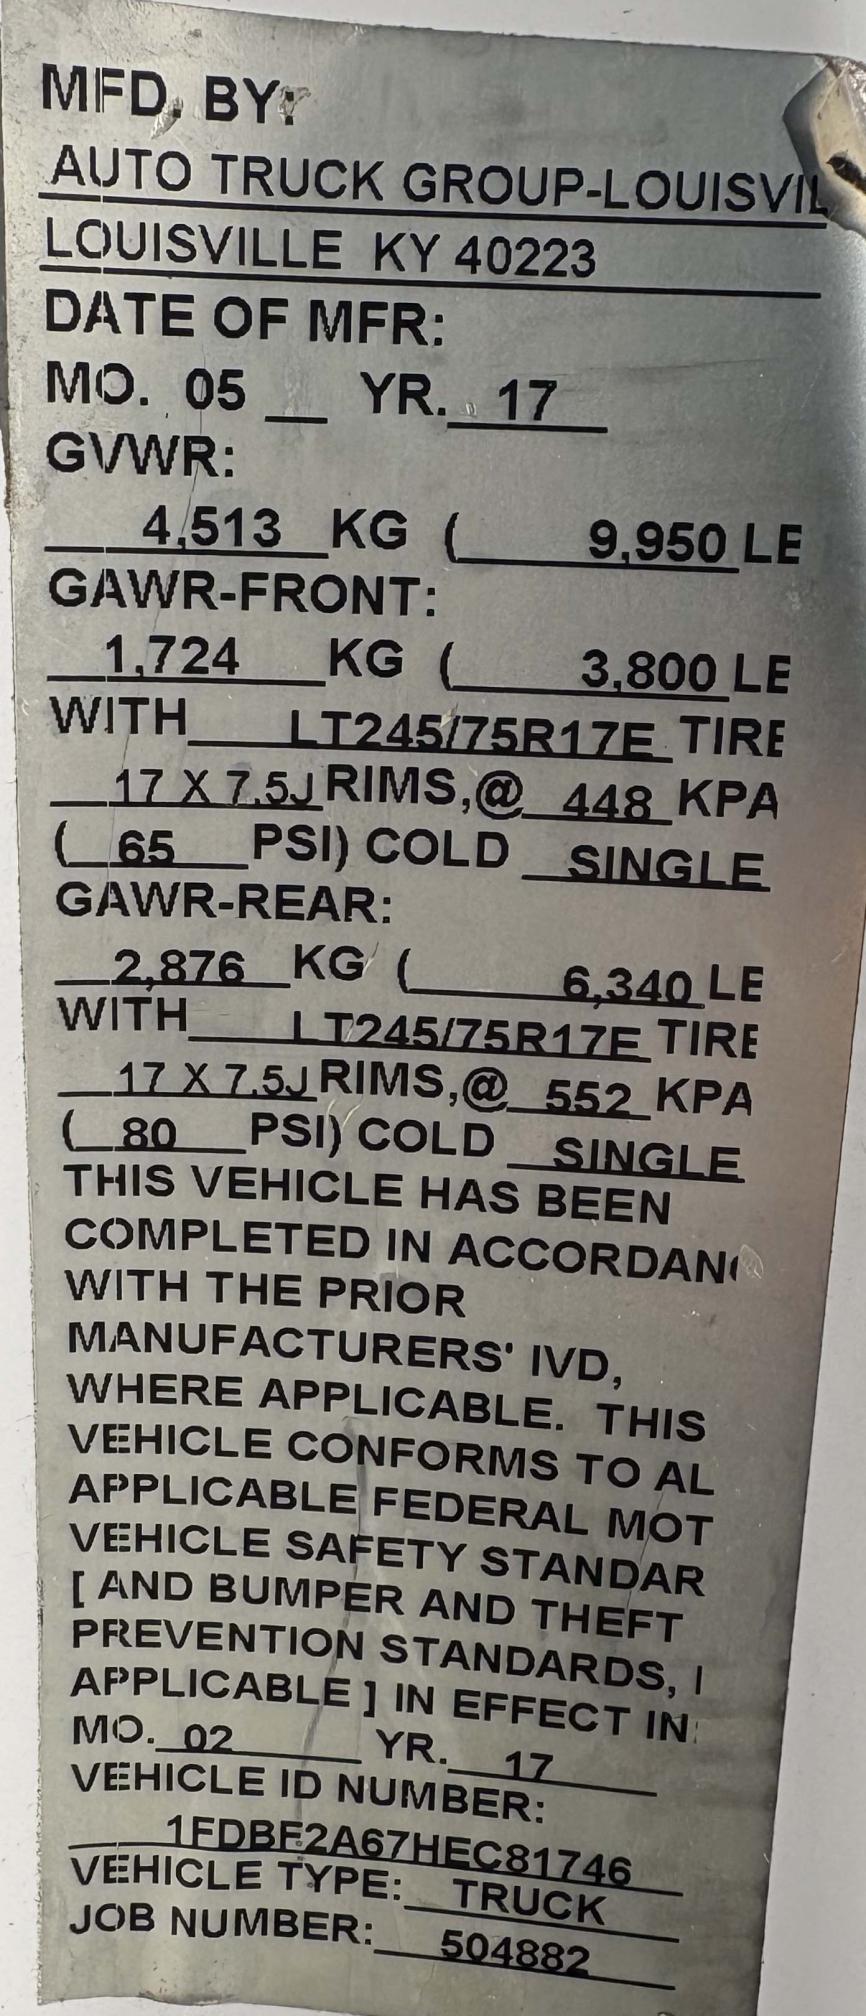 MFD. BY:
AUTO TRUCK GROUP-LOUISVIL
LOUISVILLE KY 40223
DATE OF MFR:
MO. 05 __ YR. 17
GVWR:
4,513 KG ( 9,950 LB
GAWR-FRONT:
1,724 KG ( 3,800 LB
WITH LT245/75R17E TIRE
17 X 7.5J RIMS,@ 448 KPA
( 65 PSI) COLD SINGLE
GAWR-REAR:
2,876 KG ( 6,340 LB
WITH LT245/75R17E TIRE
17 X 7.5J RIMS,@ 552 KPA
( 80 PSI) COLD SINGLE
THIS VEHICLE HAS BEEN
COMPLETED IN ACCORDANC
WITH THE PRIOR
MANUFACTURERS' IVD,
WHERE APPLICABLE. THIS
VEHICLE CONFORMS TO AL
APPLICABLE FEDERAL MOT
VEHICLE SAFETY STANDAR
[ AND BUMPER AND THEFT
PREVENTION STANDARDS, I
APPLICABLE ] IN EFFECT IN
MO. 02 YR. 17
VEHICLE ID NUMBER:
1FDBF2A67HEC81746
VEHICLE TYPE: TRUCK
JOB NUMBER: 504882